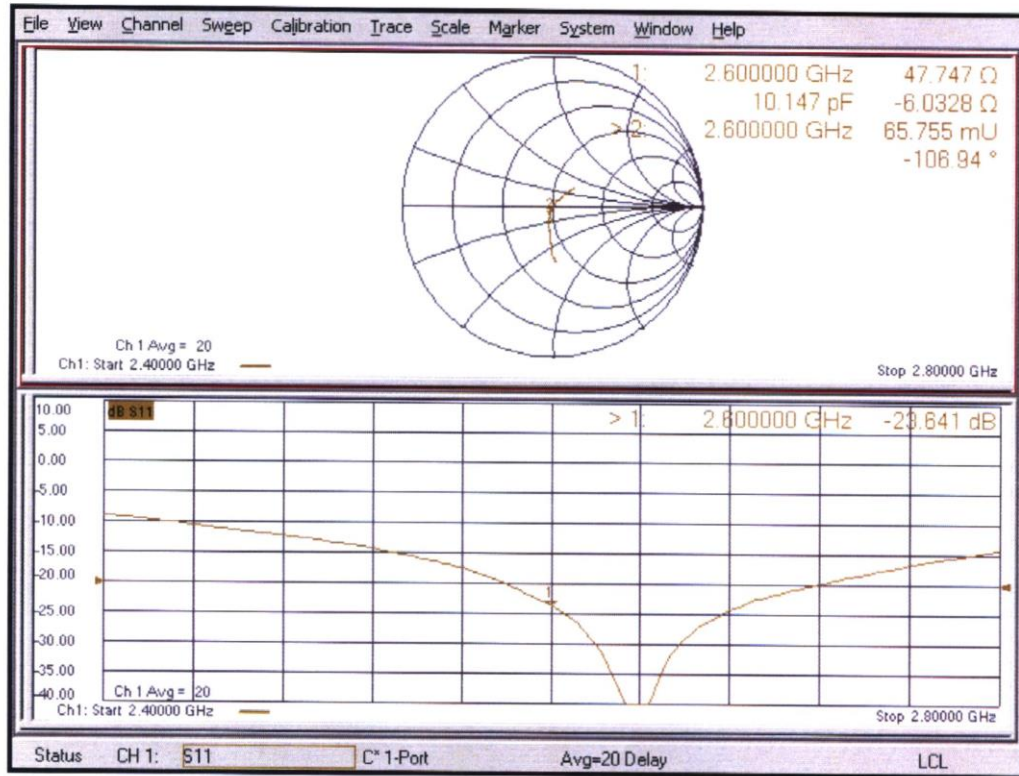 File View Channel Sweep Calibration Trace Scale Marker System Window Help
1: 2.600000 GHz 47.747 Ω
10.147 pF -6.0328 Ω
> 2: 2.600000 GHz 65.755 mU
-106.94 °
Ch 1 Avg = 20
Ch1: Start 2.40000 GHz
Stop 2.80000 GHz
10.00
dB S11
> 1: 2.600000 GHz -23.641 dB
5.00
0.00
-5.00
-10.00
-15.00
-20.00
1
-25.00
-30.00
-35.00
-40.00
Ch 1 Avg = 20
Ch1: Start 2.40000 GHz
Stop 2.80000 GHz
Status CH 1: S11 C* 1-Port Avg=20 Delay LCL